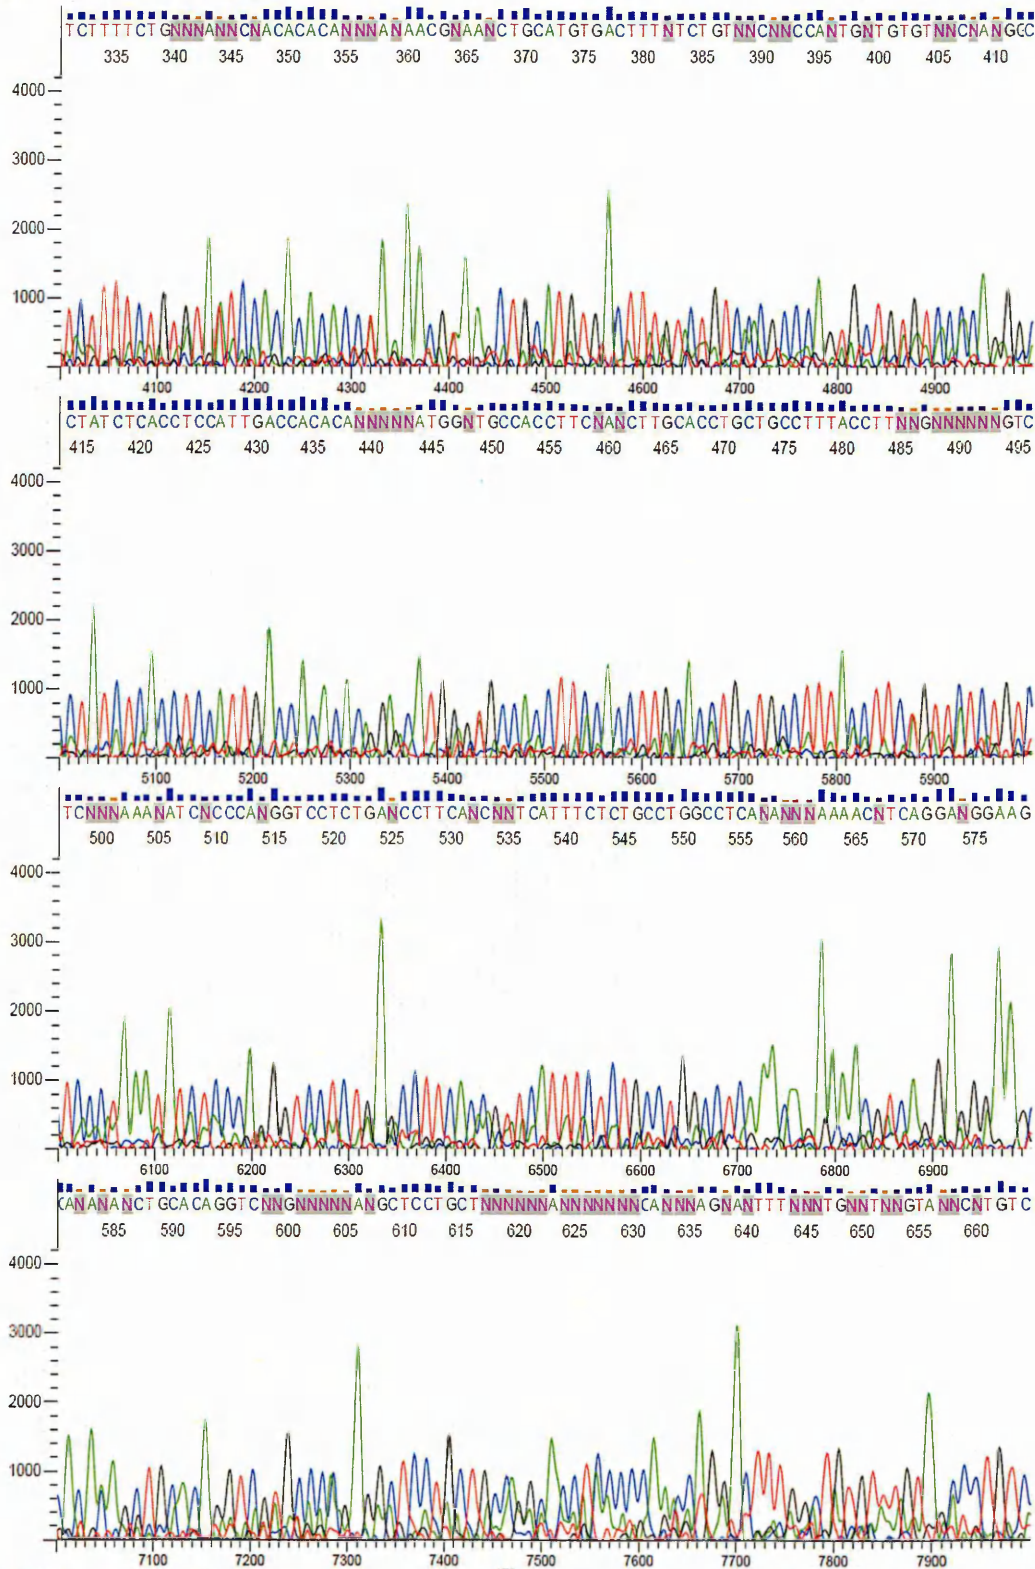 TCTTTTCTGNNNANNCNACACACANNNANAACGNAANCTGCATGTGACTTTNTCTGTNNCNNCCANTGNTGTGTNNCNANGGC
335 340 345 350 355 360 365 370 375 380 385 390 395 400 405 410
4000
3000
2000
1000
4100 4200 4300 4400 4500 4600 4700 4800 4900
CTATCTCACCTCCATTGACCACACANNNNNATGGNTGCCACCTTCNANCTTGCACCTGCTGCCTTTACCTTNNGNNNNNNGTC
415 420 425 430 435 440 445 450 455 460 465 470 475 480 485 490 495
4000
3000
2000
1000
5100 5200 5300 5400 5500 5600 5700 5800 5900
TCNNNAAANATCNCCCANGGTCCTCTGANCCTTCANCNNTCATTTCTCTGCCTGGCCTCANANNNAAAACNTCAGGANGGAAG
500 505 510 515 520 525 530 535 540 545 550 555 560 565 570 575
4000
3000
2000
1000
6100 6200 6300 6400 6500 6600 6700 6800 6900
CANANANCTGCACAGGTCNNGNNNNNANGCTCCTGCTNNNNNNANNNNNNNCANNNAGNANTTTNNNTGNNTNNGTANNCNTGTC
585 590 595 600 605 610 615 620 625 630 635 640 645 650 655 660
4000
3000
2000
1000
7100 7200 7300 7400 7500 7600 7700 7800 7900